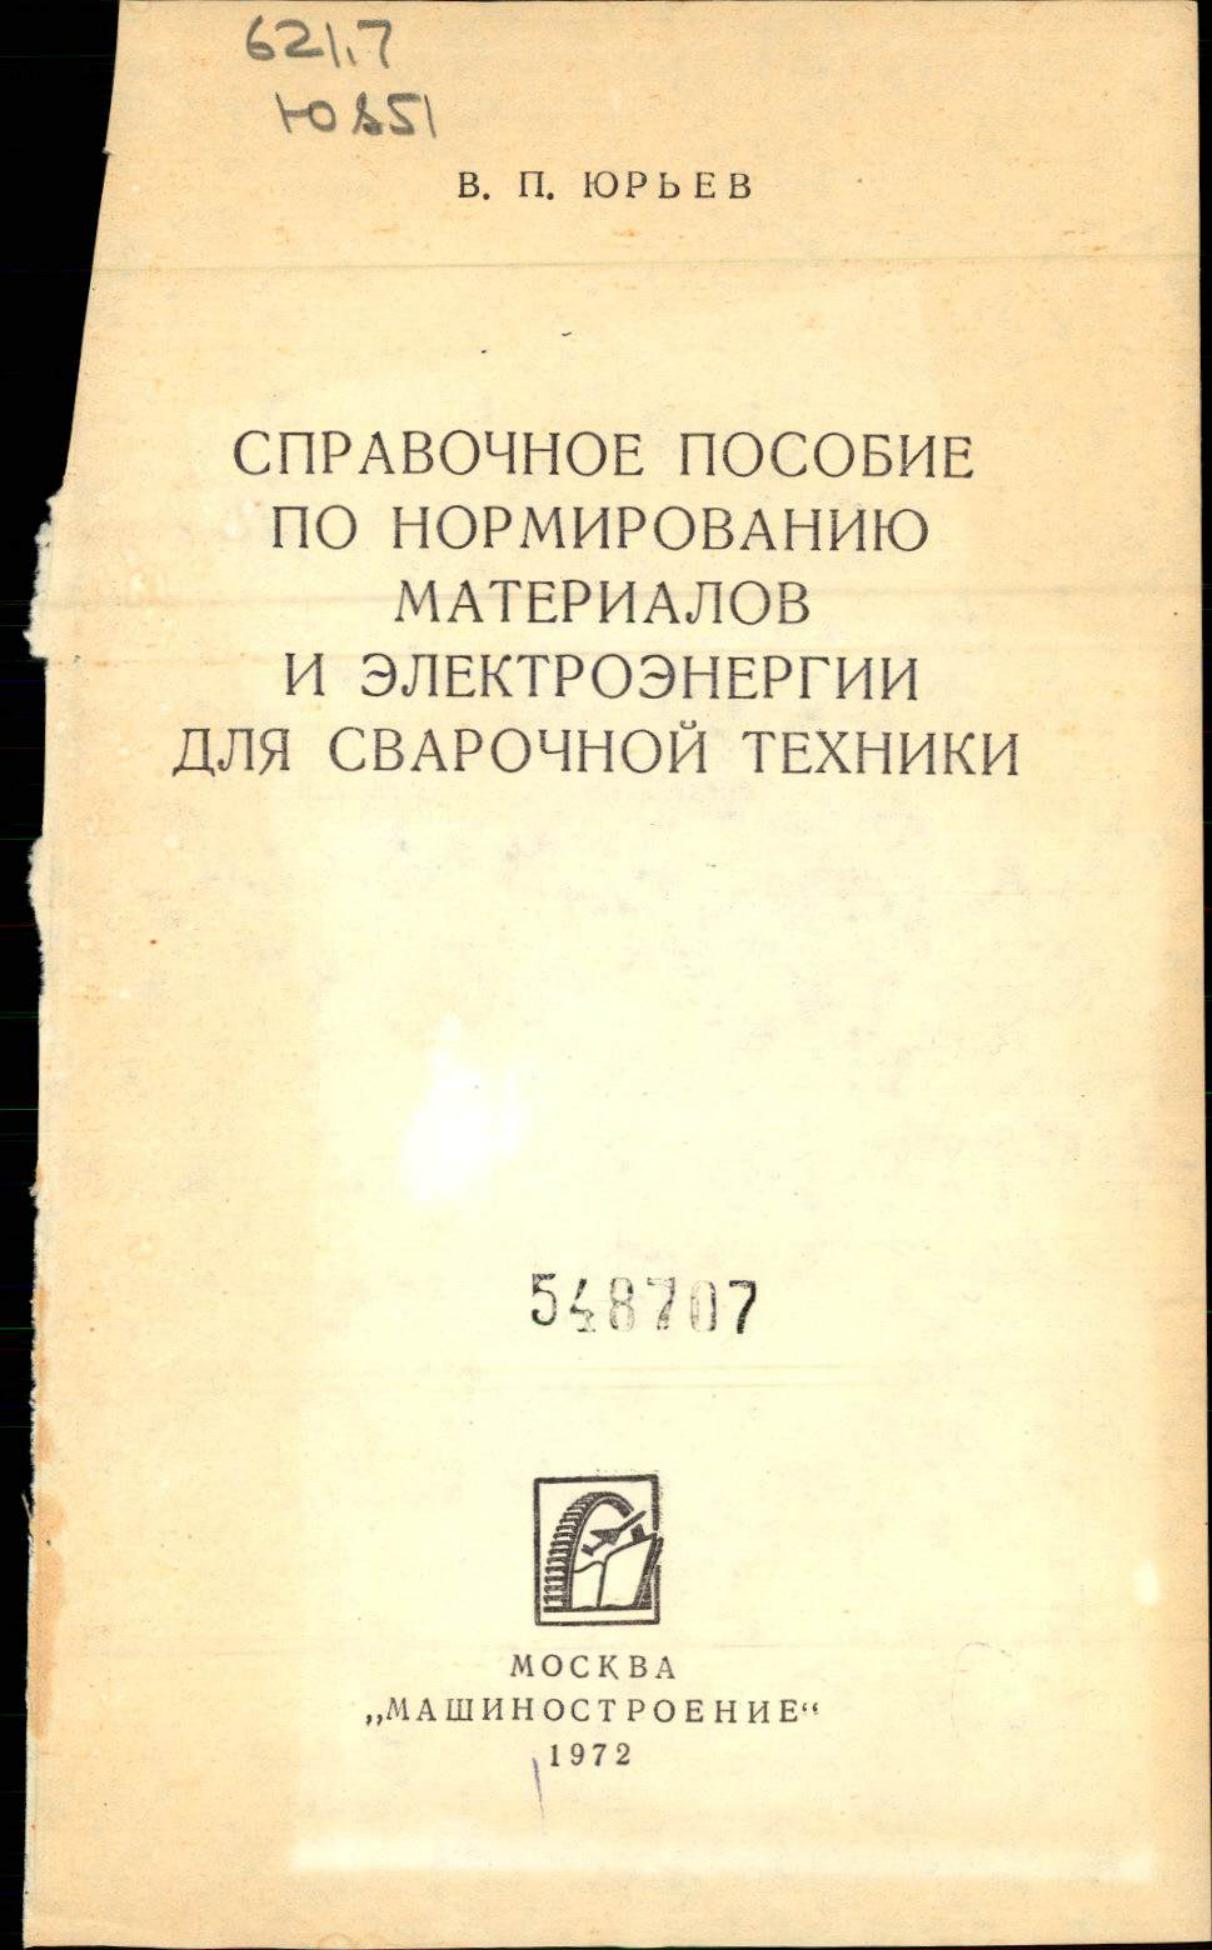 621.7
Ю851
В. П. ЮРЬЕВ
СПРАВОЧНОЕ ПОСОБИЕ
ПО НОРМИРОВАНИЮ
МАТЕРИАЛОВ
И ЭЛЕКТРОЭНЕРГИИ
ДЛЯ СВАРОЧНОЙ ТЕХНИКИ
548707
МОСКВА
„МАШИНОСТРОЕНИЕ“
1972